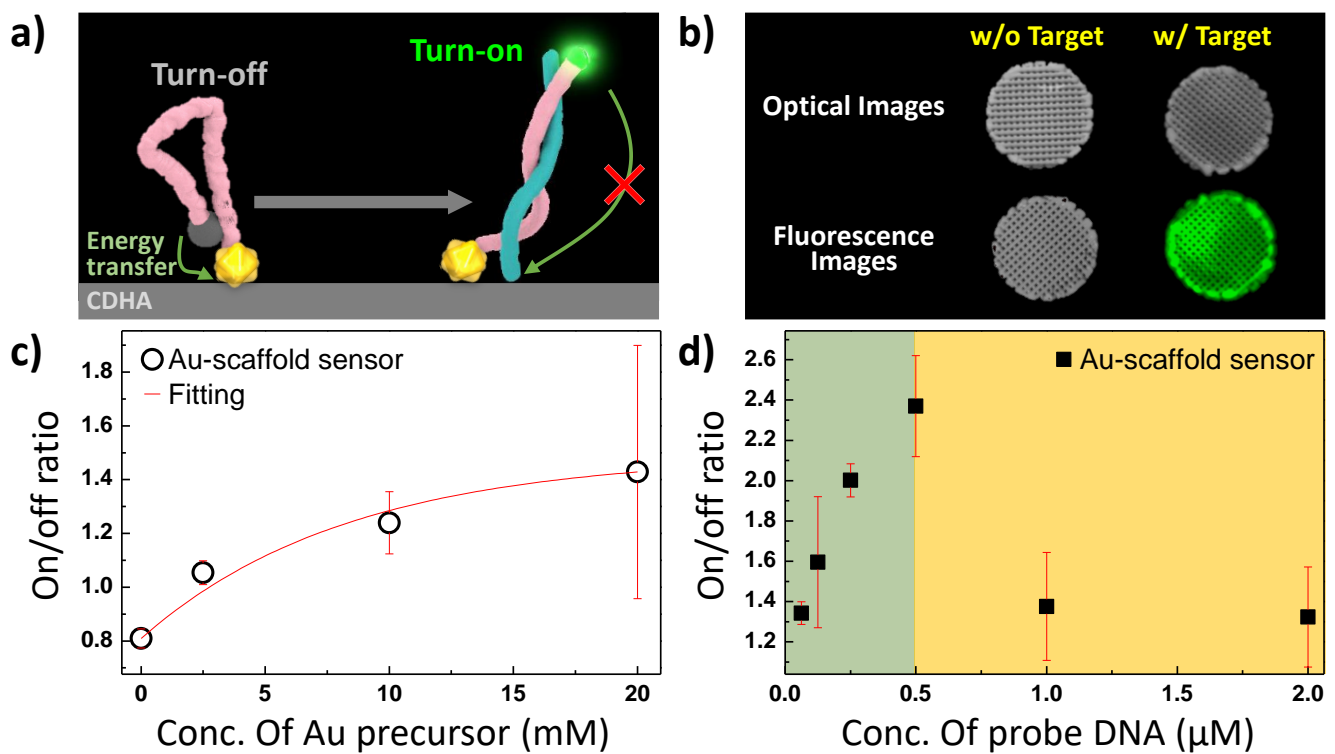 a)
Turn-off
Turn-on
Energy
transfer
CDHA
b)
w/o Target
w/ Target
Optical Images
Fluorescence
Images
c)
Au-scaffold sensor
Fitting
On/off ratio
1.8
1.6
1.4
1.2
1.0
0.8
0
5
10
15
20
Conc. Of Au precursor (mM)
d)
Au-scaffold sensor
On/off ratio
2.6
2.4
2.2
2.0
1.8
1.6
1.4
1.2
0.0
0.5
1.0
1.5
2.0
Conc. Of probe DNA (μM)